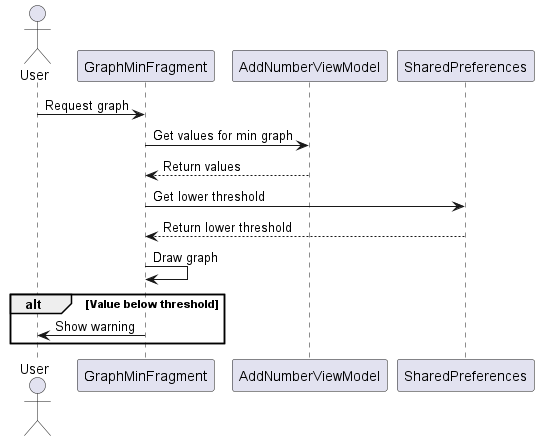 User
GraphMinFragment
AddNumberViewModel
SharedPreferences
Request graph
Get values for min graph
Return values
Get lower threshold
Return lower threshold
Draw graph
alt [Value below threshold]
Show warning
User
GraphMinFragment
AddNumberViewModel
SharedPreferences